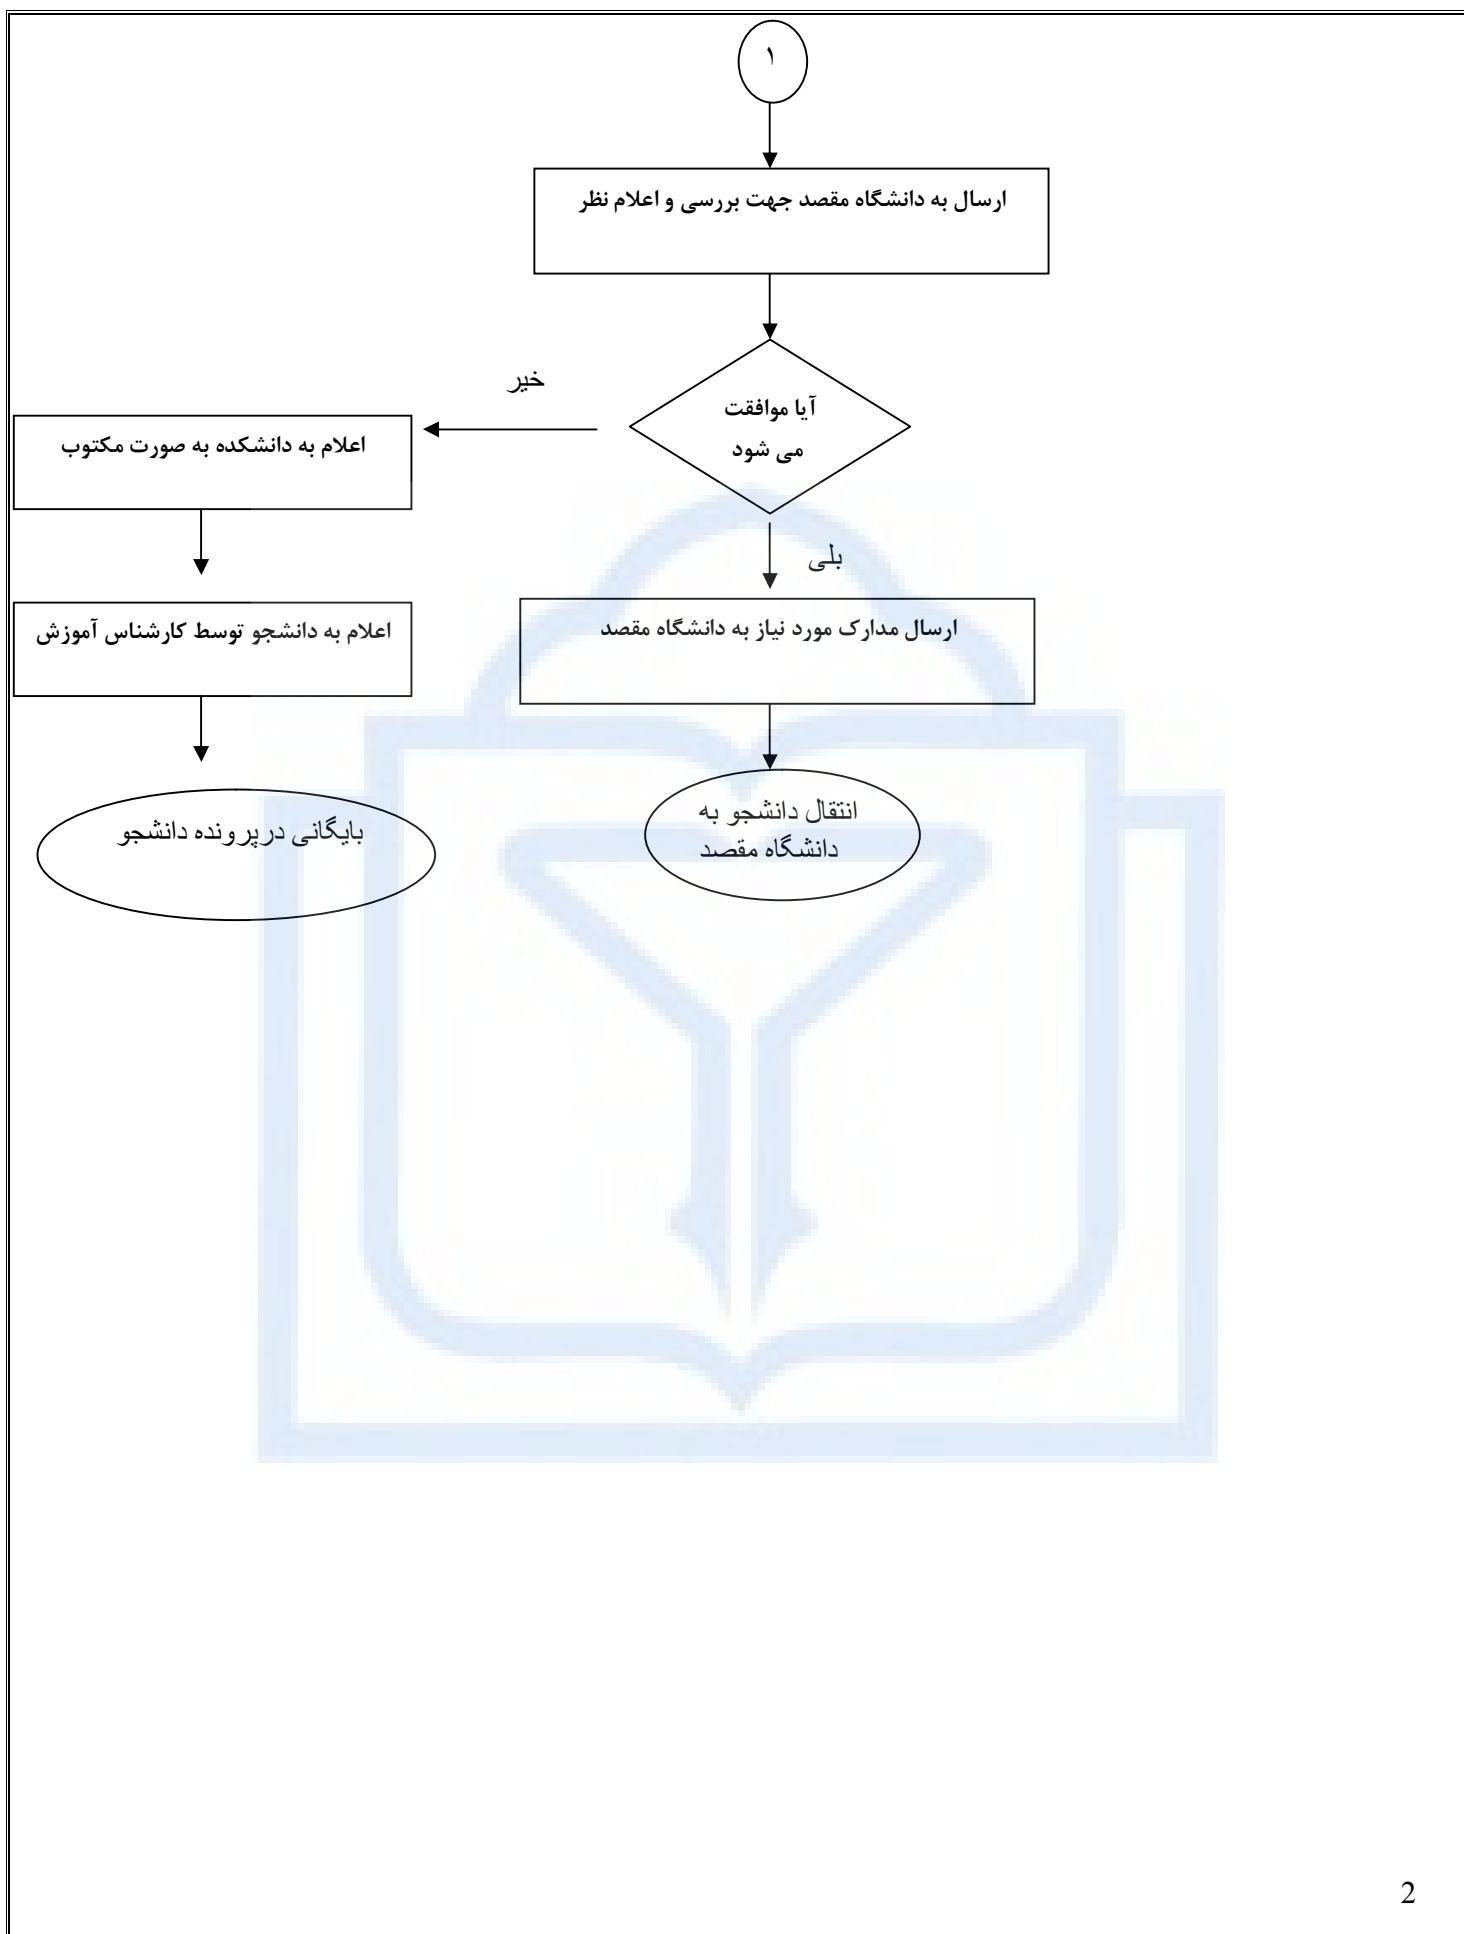 ۱
ارسال به دانشگاه مقصد جهت بررسی و اعلام نظر
آیا موافقت
می شود
خیر
اعلام به دانشکده به صورت مکتوب
بلی
ارسال مدارک مورد نیاز به دانشگاه مقصد
اعلام به دانشجو توسط کارشناس آموزش
انتقال دانشجو به
دانشگاه مقصد
بایگانی درپرونده دانشجو
2